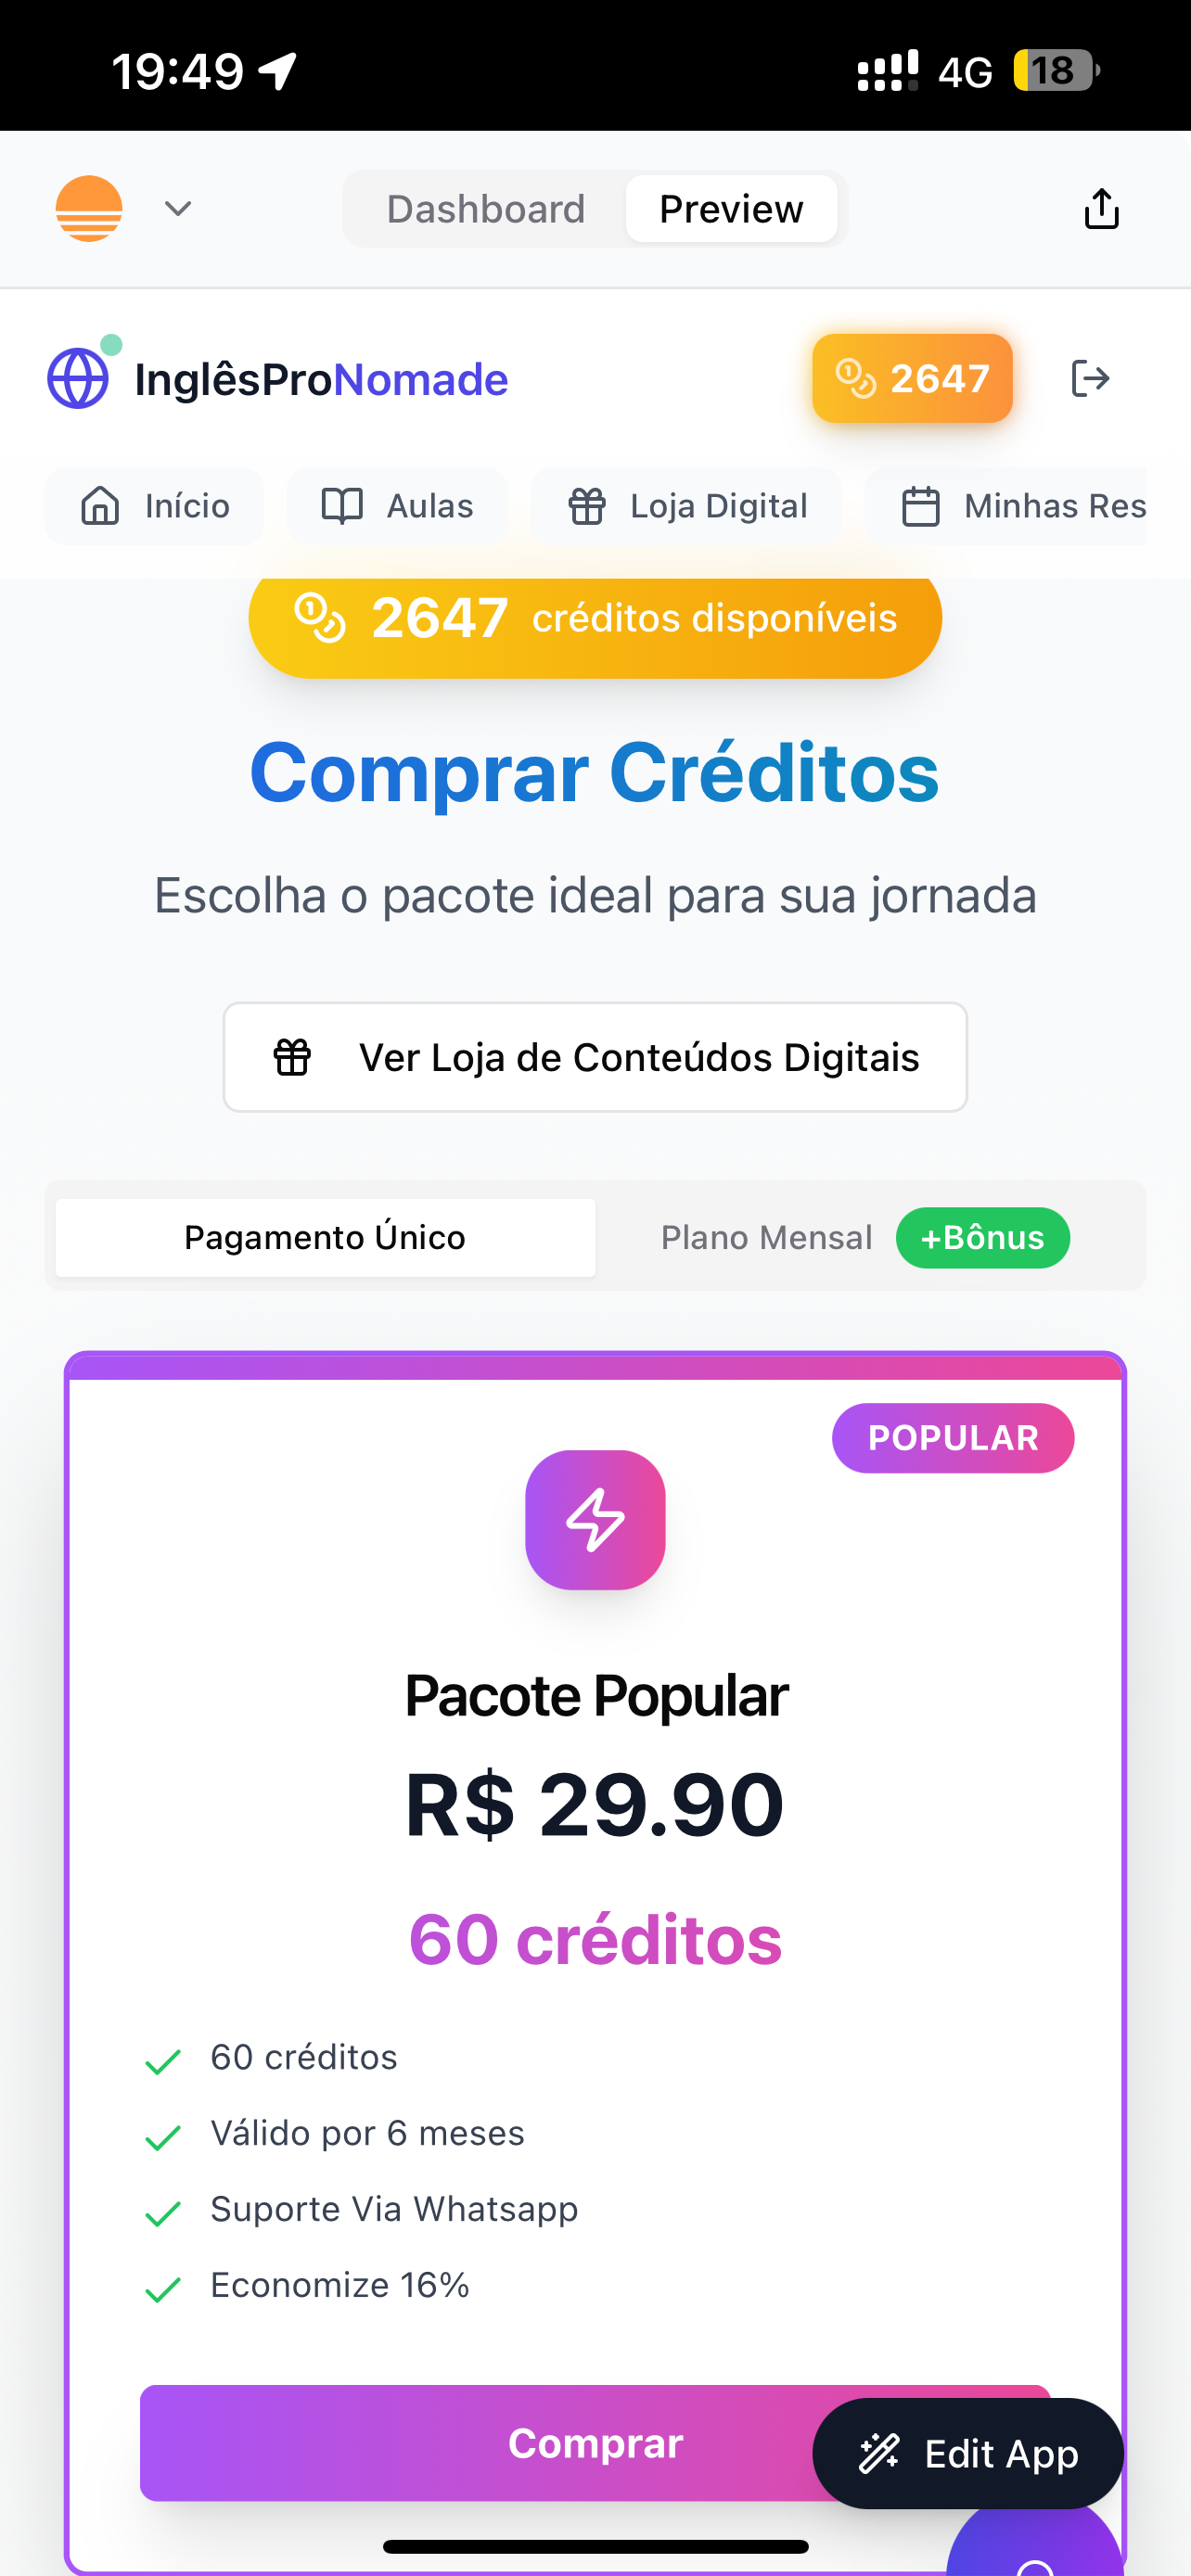 19:49
4G
18
Dashboard
Preview
InglêsProNomade
2647
Início
Aulas
Loja Digital
Minhas Res
2647 créditos disponíveis
Comprar Créditos
Escolha o pacote ideal para sua jornada
Ver Loja de Conteúdos Digitais
Pagamento Único
Plano Mensal
+Bônus
POPULAR
Pacote Popular
R$ 29.90
60 créditos
60 créditos
Válido por 6 meses
Suporte Via Whatsapp
Economize 16%
Comprar
Edit App